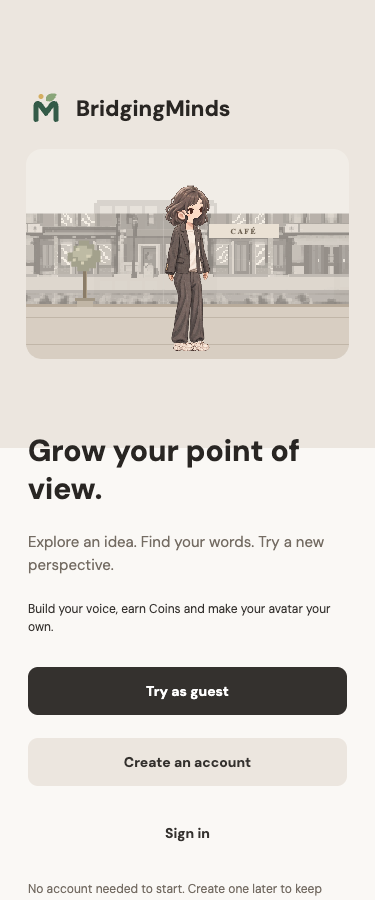 BridgingMinds
CAFÉ
Grow your point of
view.
Explore an idea. Find your words. Try a new
perspective.
Build your voice, earn Coins and make your avatar your
own.
Try as guest
Create an account
Sign in
No account needed to start. Create one later to keep